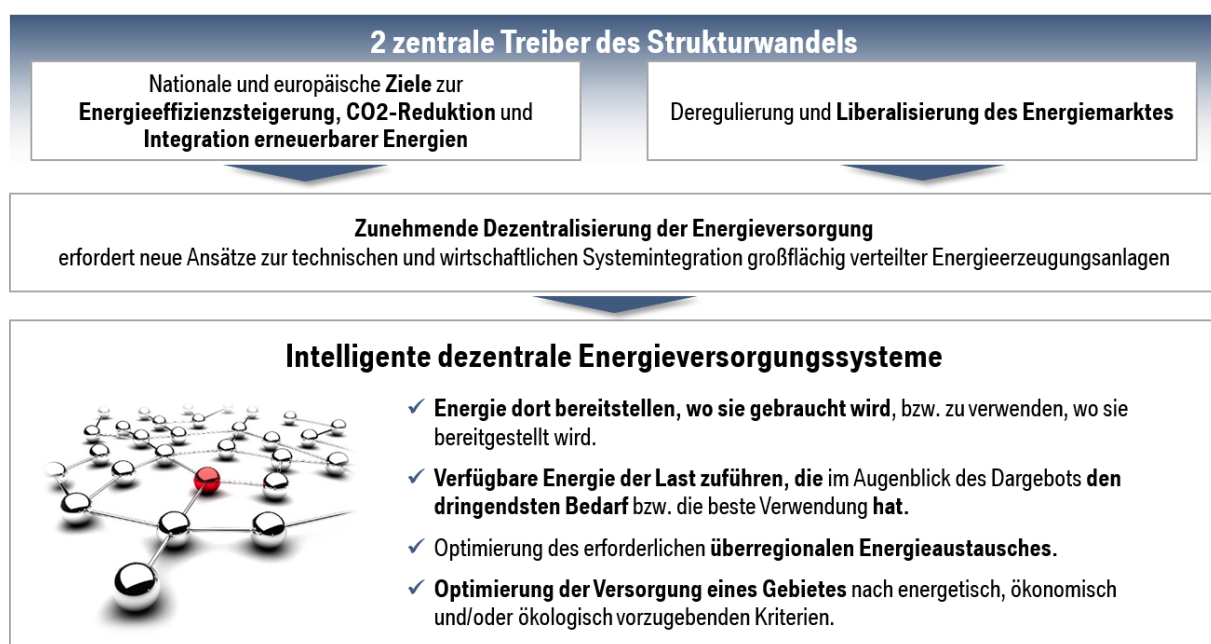 2 zentrale Treiber des Strukturwandels
Nationale und europäische Ziele zur
Energieeffizienzsteigerung, CO2-Reduktion und
Integration erneuerbarer Energien
Deregulierung und Liberalisierung des Energiemarktes
Zunehmende Dezentralisierung der Energieversorgung
erfordert neue Ansätze zur technischen und wirtschaftlichen Systemintegration großflächig verteilter Energieerzeugungsanlagen
Intelligente dezentrale Energieversorgungssysteme
✓ Energie dort bereitstellen, wo sie gebraucht wird, bzw. zu verwenden, wo sie
bereitgestellt wird.
✓ Verfügbare Energie der Last zuführen, die im Augenblick des Dargebots den
dringendsten Bedarf bzw. die beste Verwendung hat.
✓ Optimierung des erforderlichen überregionalen Energieaustausches.
✓ Optimierung der Versorgung eines Gebietes nach energetisch, ökonomisch
und/oder ökologisch vorzugebenden Kriterien.